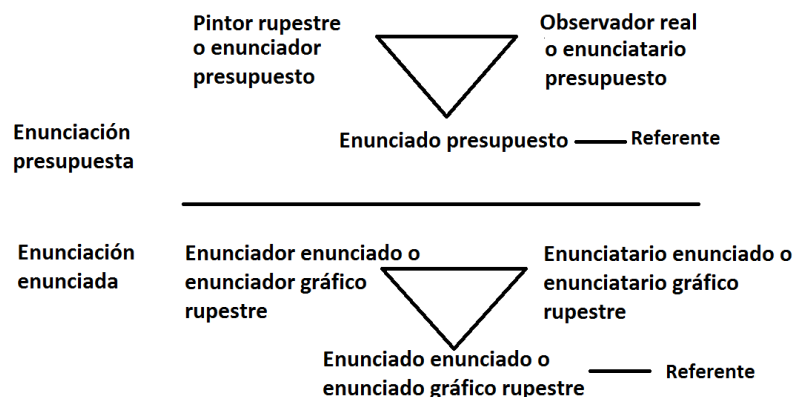 Pintor rupestre
o enunciador
presupuesto
Observador real
o enunciatario
presupuesto
Enunciación
presupuesta
Enunciado presupuesto
Referente
Enunciación
enunciada
Enunciador enunciado o
enunciador gráfico
rupestre
Enunciatario enunciado o
enunciatario gráfico
rupestre
Enunciado enunciado o
enunciado gráfico rupestre
Referente